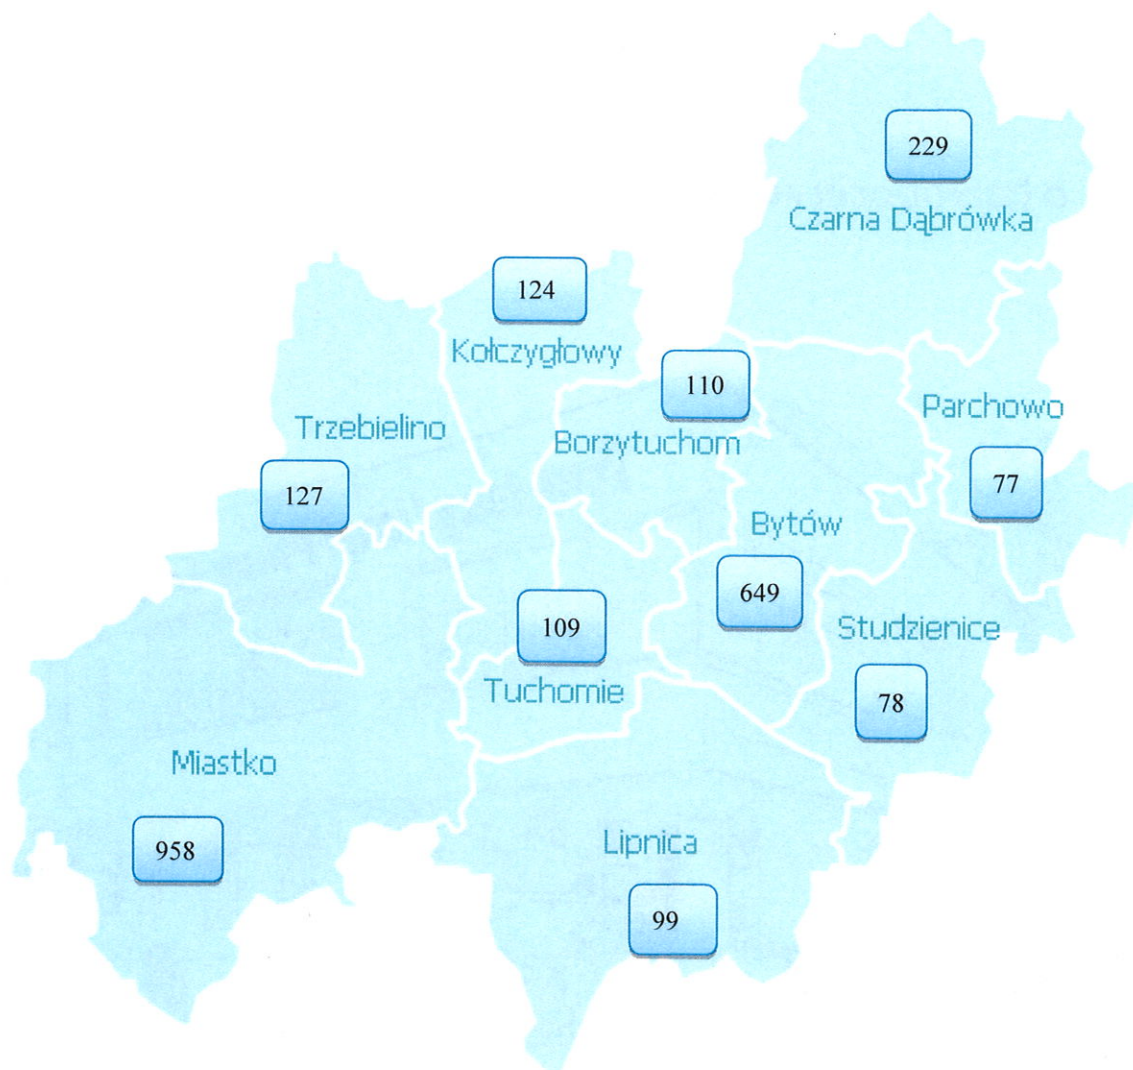 229
Czarna Dąbrówka
124
Kołczygłowy
110
Parchowo
Trzebielino
Borzytuchom
77
127
Bytów
649
109
Studzienice
Tuchomie
78
Miastko
Lipnica
958
99